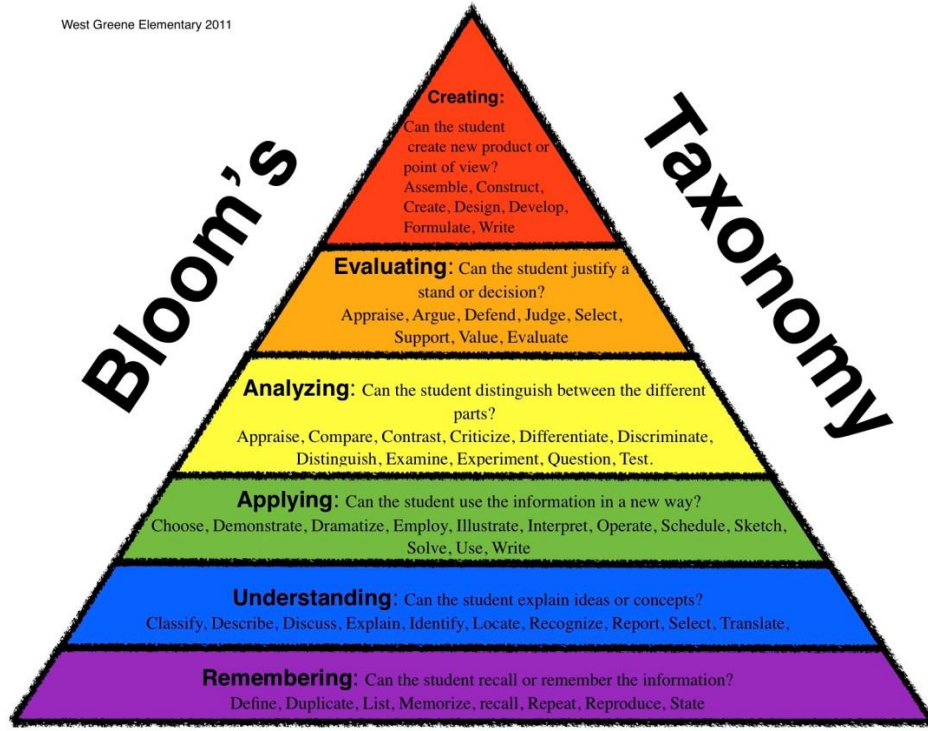 West Greene Elementary 2011
Bloom's
Taxonomy
Creating:
Can the student
create new product or
point of view?
Assemble, Construct,
Create, Design, Develop,
Formulate, Write
Evaluating: Can the student justify a
stand or decision?
Appraise, Argue, Defend, Judge, Select,
Support, Value, Evaluate
Analyzing: Can the student distinguish between the different
parts?
Appraise, Compare, Contrast, Criticize, Differentiate, Discriminate,
Distinguish, Examine, Experiment, Question, Test.
Applying: Can the student use the information in a new way?
Choose, Demonstrate, Dramatize, Employ, Illustrate, Interpret, Operate, Schedule, Sketch,
Solve, Use, Write
Understanding: Can the student explain ideas or concepts?
Classify, Describe, Discuss, Explain, Identify, Locate, Recognize, Report, Select, Translate,
Remembering: Can the student recall or remember the information?
Define, Duplicate, List, Memorize, recall, Repeat, Reproduce, State